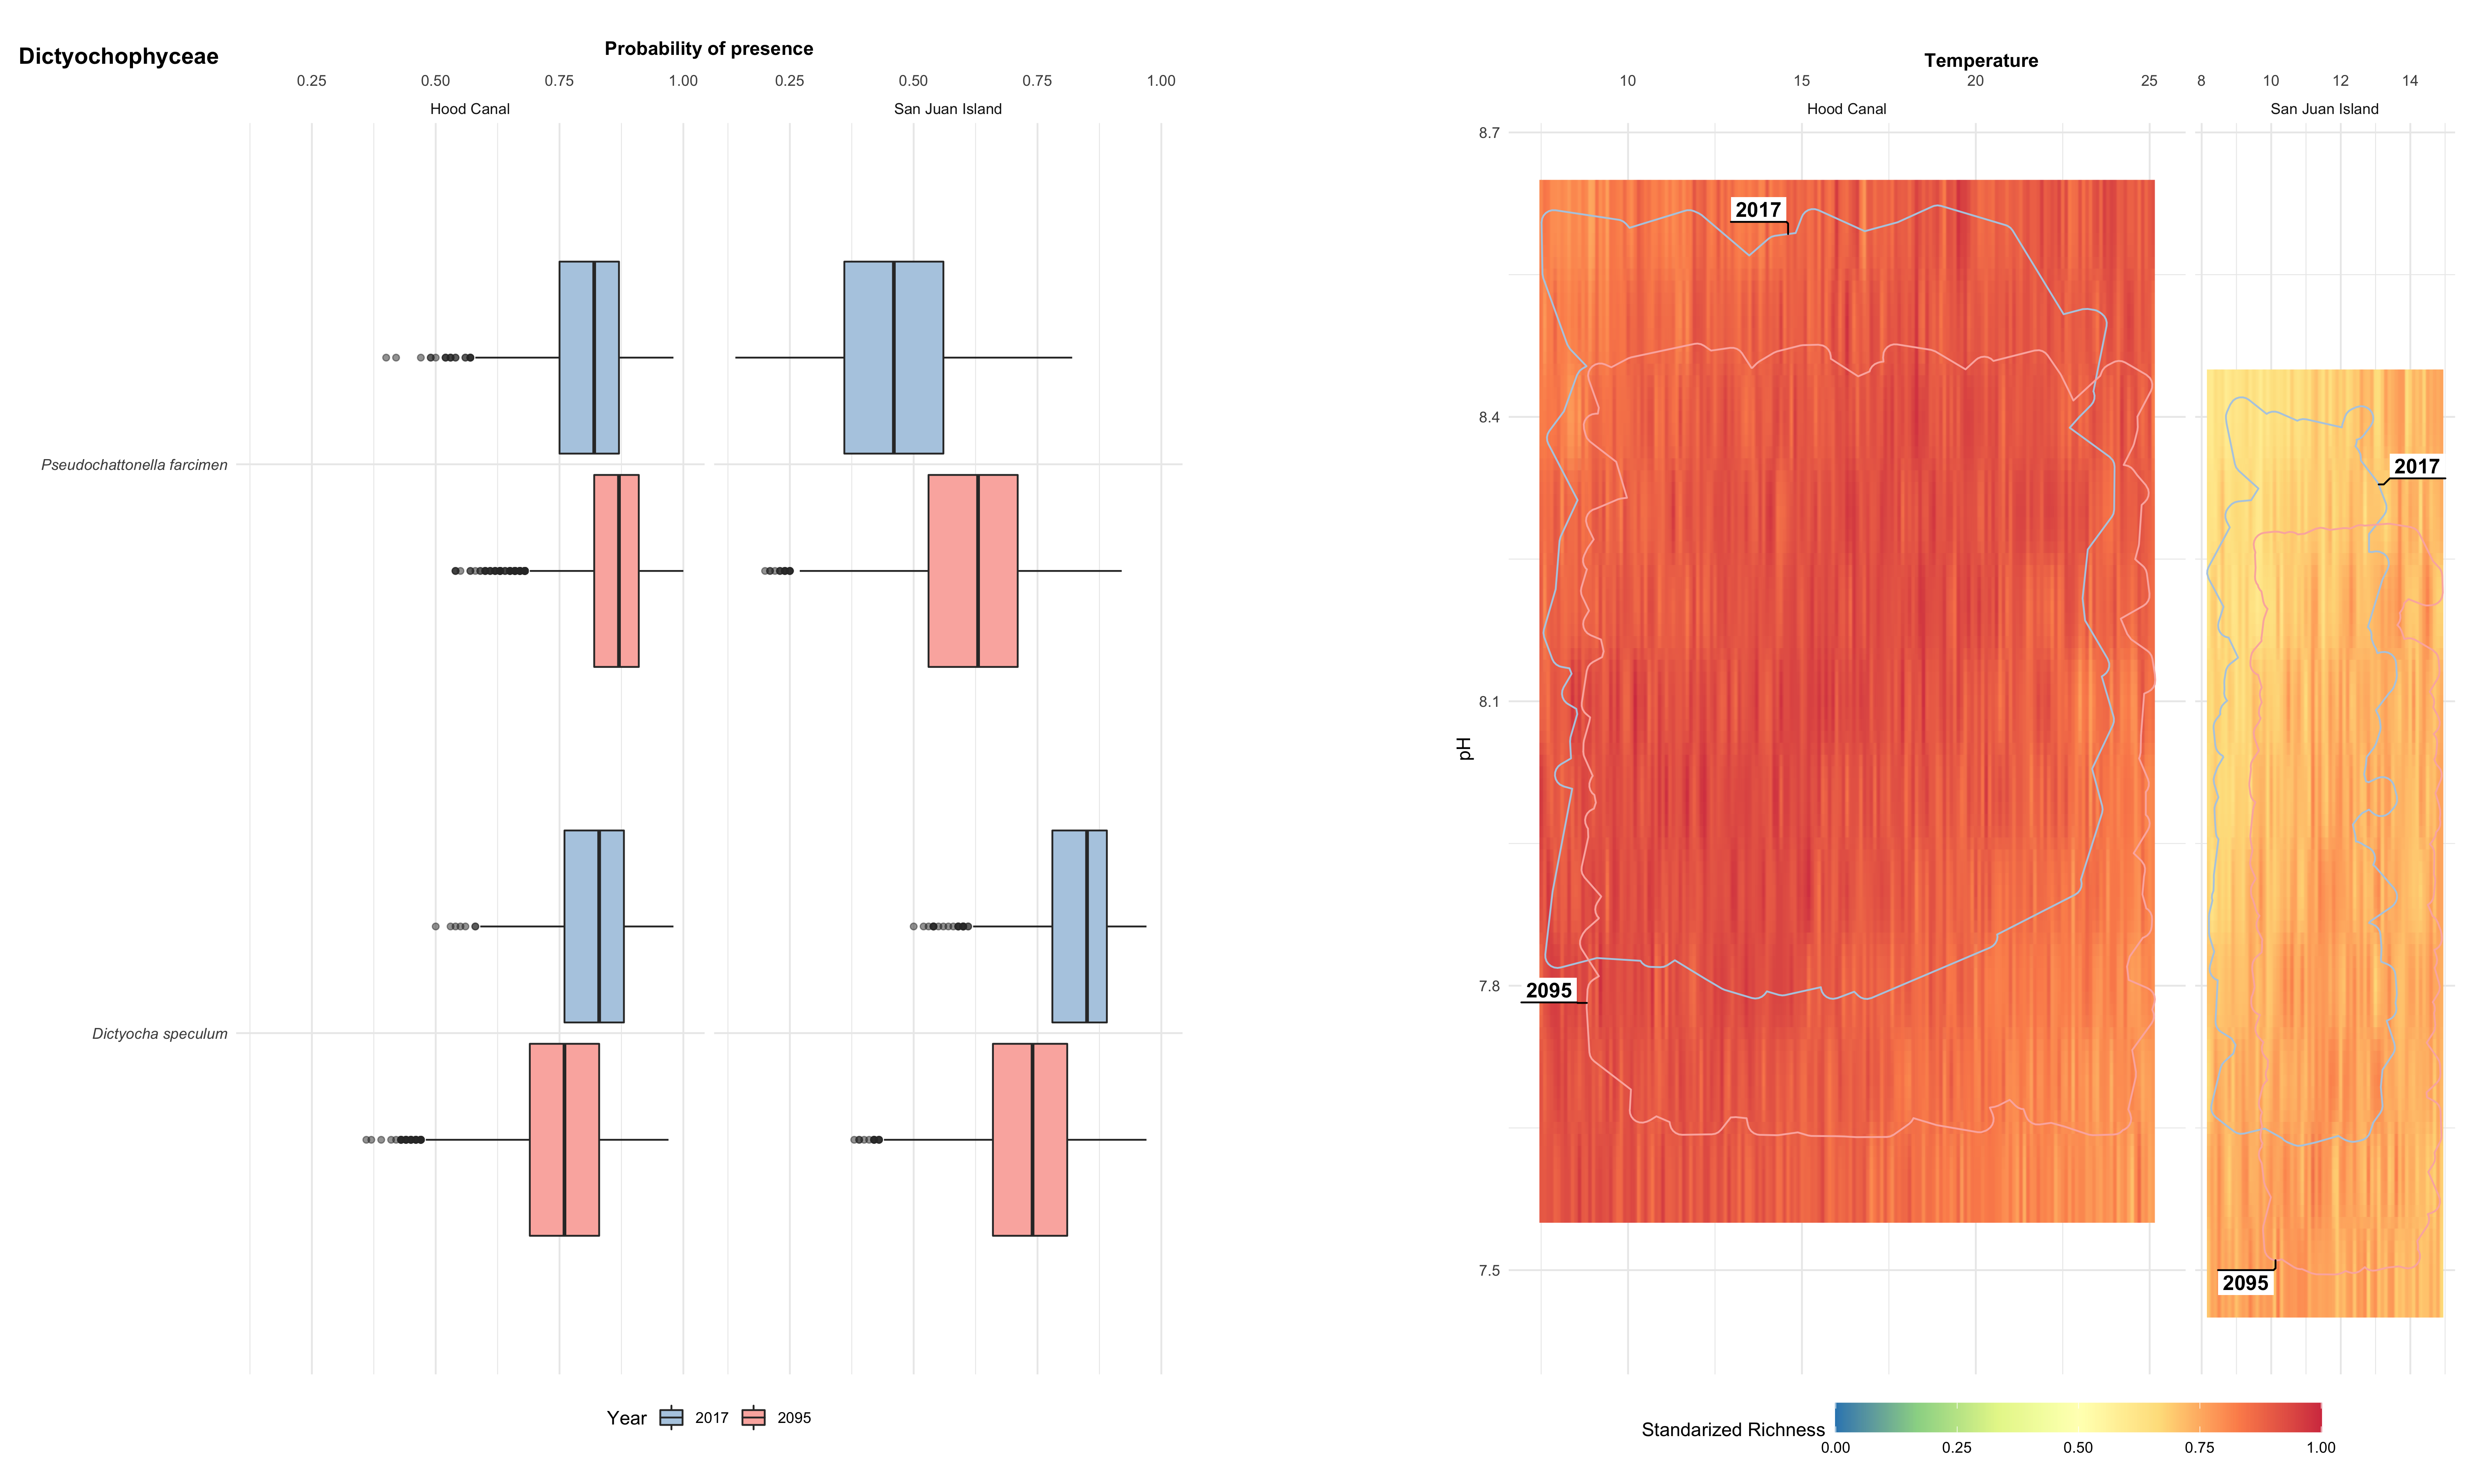 Dictyochophyceae
Probability of presence
0.25 0.50 0.75 1.00 0.25 0.50 0.75 1.00
Hood Canal San Juan Island
Pseudochattonella farcimen
Dictyocha speculum
Year 2017 2095
Temperature
10 15 20 25 8 10 12 14
Hood Canal San Juan Island
8.7
8.4
8.1
7.8
7.5
pH
2017
2017
2095
2095
Standarized Richness
0.00 0.25 0.50 0.75 1.00